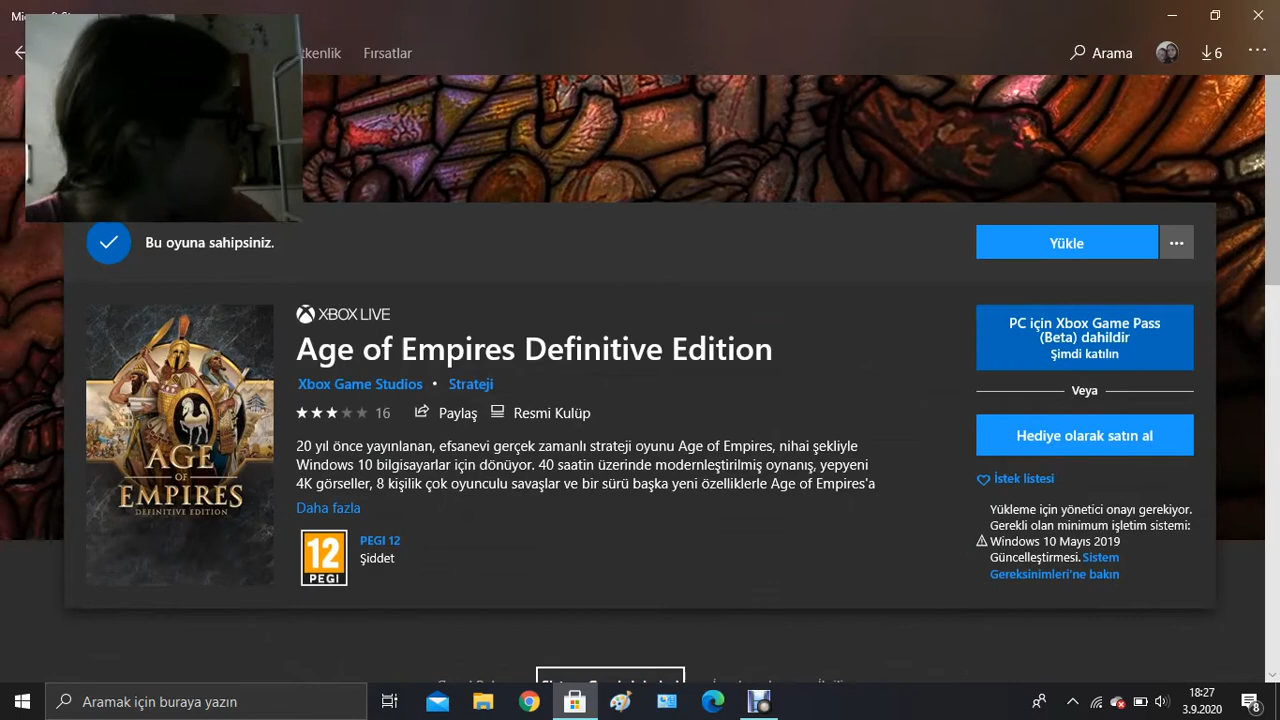 Fırsatlar
Arama
6
Bu oyuna sahipsiniz.
Yükle
XBOX LIVE
Age of Empires Definitive Edition
Xbox Game Studios • Strateji
16 Paylaş Resmi Kulüp
20 yıl önce yayınlanan, efsanevi gerçek zamanlı strateji oyunu Age of Empires, nihai şekliyle
Windows 10 bilgisayarlar için dönüyor. 40 saatin üzerinde modernleştirilmiş oynanış, yepyeni
4K görseller, 8 kişilik çok oyunculu savaşlar ve bir sürü başka yeni özelliklerle Age of Empires'a
Daha fazla
12
PEGI
PEGI 12
Şiddet
AGE
OF
EMPIRES
DEFINITIVE EDITION
PC için Xbox Game Pass
(Beta) dahildir
Şimdi katılın
Veya
Hediye olarak satın al
İstek listesi
Yükleme için yönetici onayı gerekiyor.
Gerekli olan minimum işletim sistemi:
Windows 10 Mayıs 2019
Güncelleştirmesi. Sistem
Gereksinimleri'ne bakın
Aramak için buraya yazın
18:27
3.9.2020
8